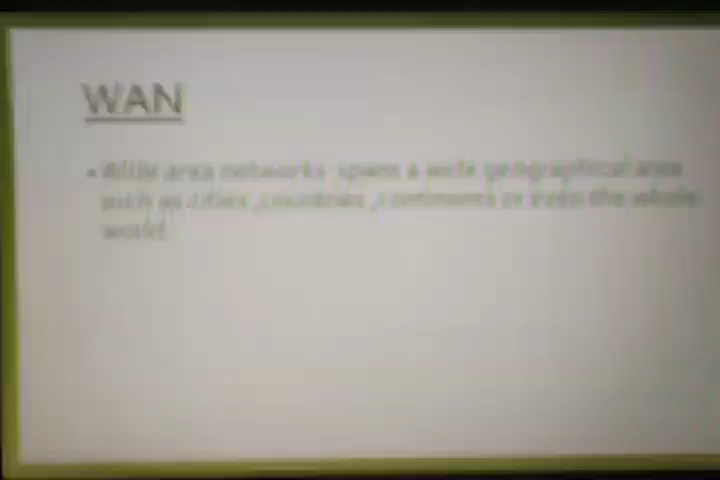 WAN
• Wide area networks spans a wide geographical area
such as cities ,countries ,continents or even the whole
world